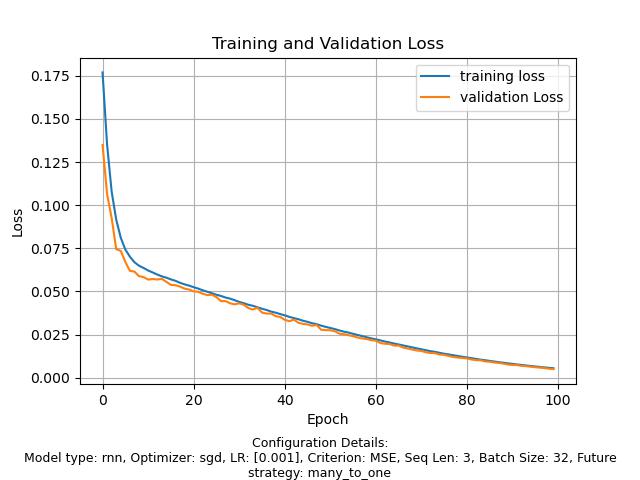 Training and Validation Loss
training loss
validation Loss
0.175
0.150
0.125
0.100
0.075
0.050
0.025
0.000
Loss
0 20 40 60 80 100
Epoch
Configuration Details:
Model type: rnn, Optimizer: sgd, LR: [0.001], Criterion: MSE, Seq Len: 3, Batch Size: 32, Future
strategy: many_to_one